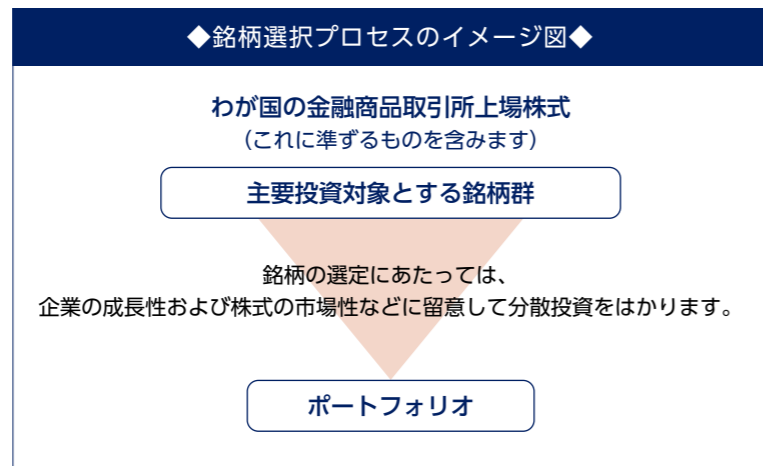 ◆銘柄選択プロセスのイメージ図◆
わが国の金融商品取引所上場株式
（これに準ずるものを含みます）
主要投資対象とする銘柄群
銘柄の選定にあたっては、
企業の成長性および株式の市場性などに留意して分散投資をはかります。
ポートフォリオ